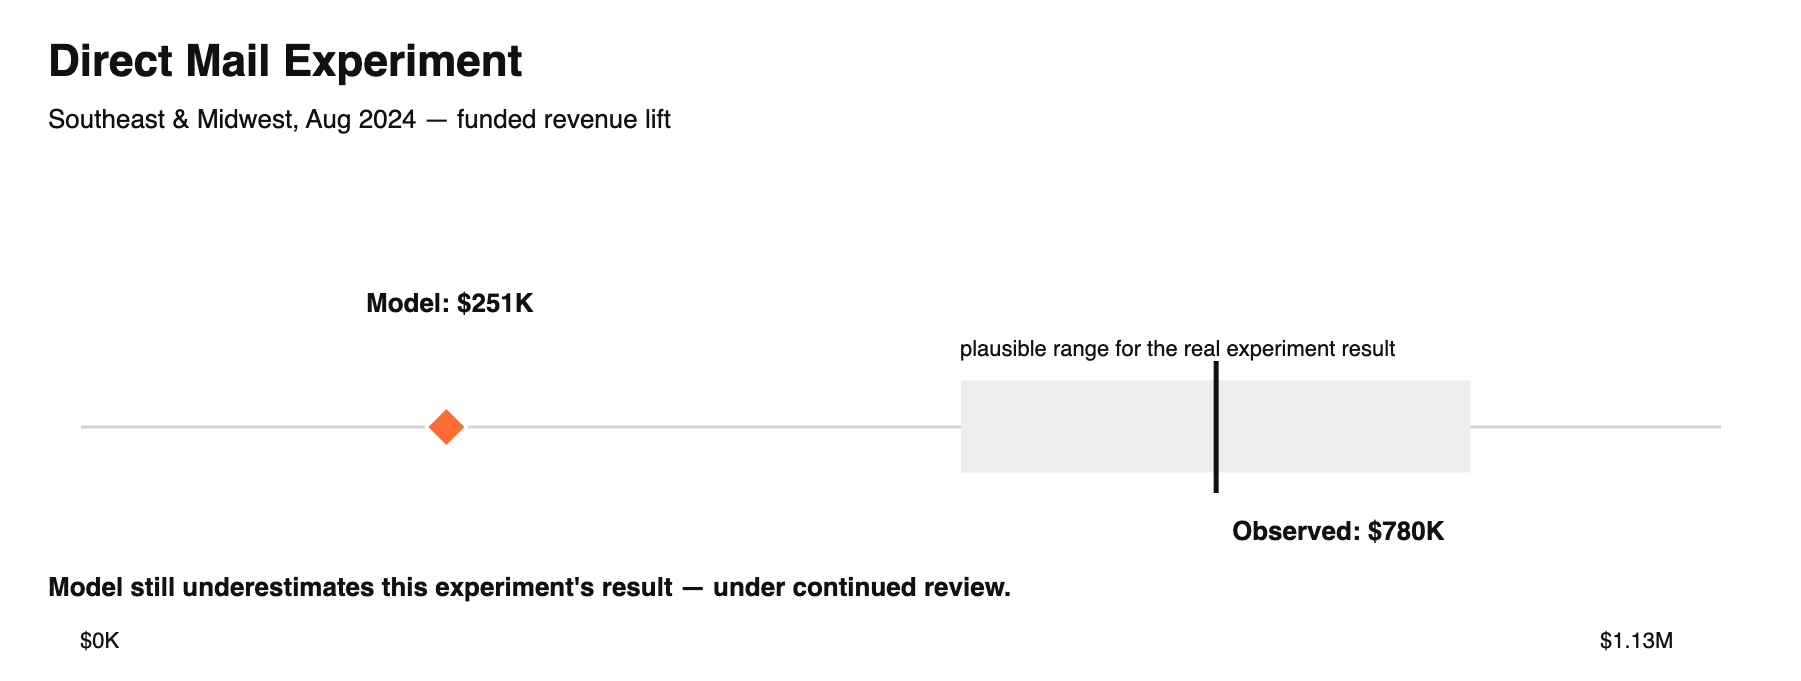 Direct Mail Experiment
Southeast & Midwest, Aug 2024 — funded revenue lift
Model: $251K
plausible range for the real experiment result
Observed: $780K
Model still underestimates this experiment's result — under continued review.
$0K
$1.13M